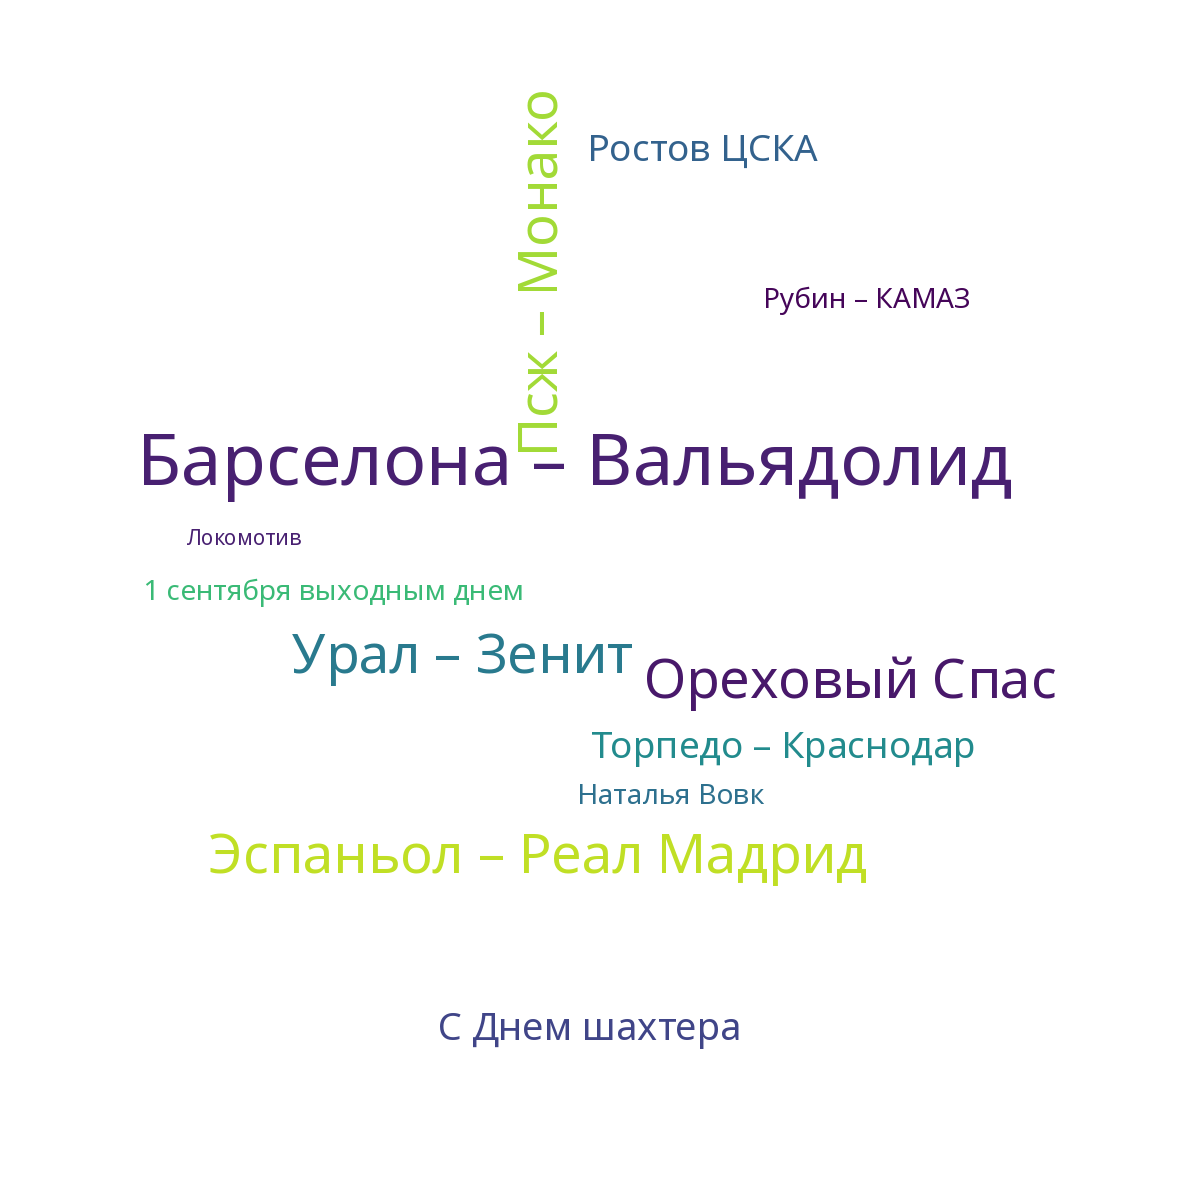 Псж – Монако
Ростов ЦСКА
Рубин – КАМАЗ
Барселона – Вальядолид
Локомотив
1 сентября выходным днем
Урал – Зенит
Ореховый Спас
Торпедо – Краснодар
Наталья Вовк
Эспаньол – Реал Мадрид
С Днем шахтера